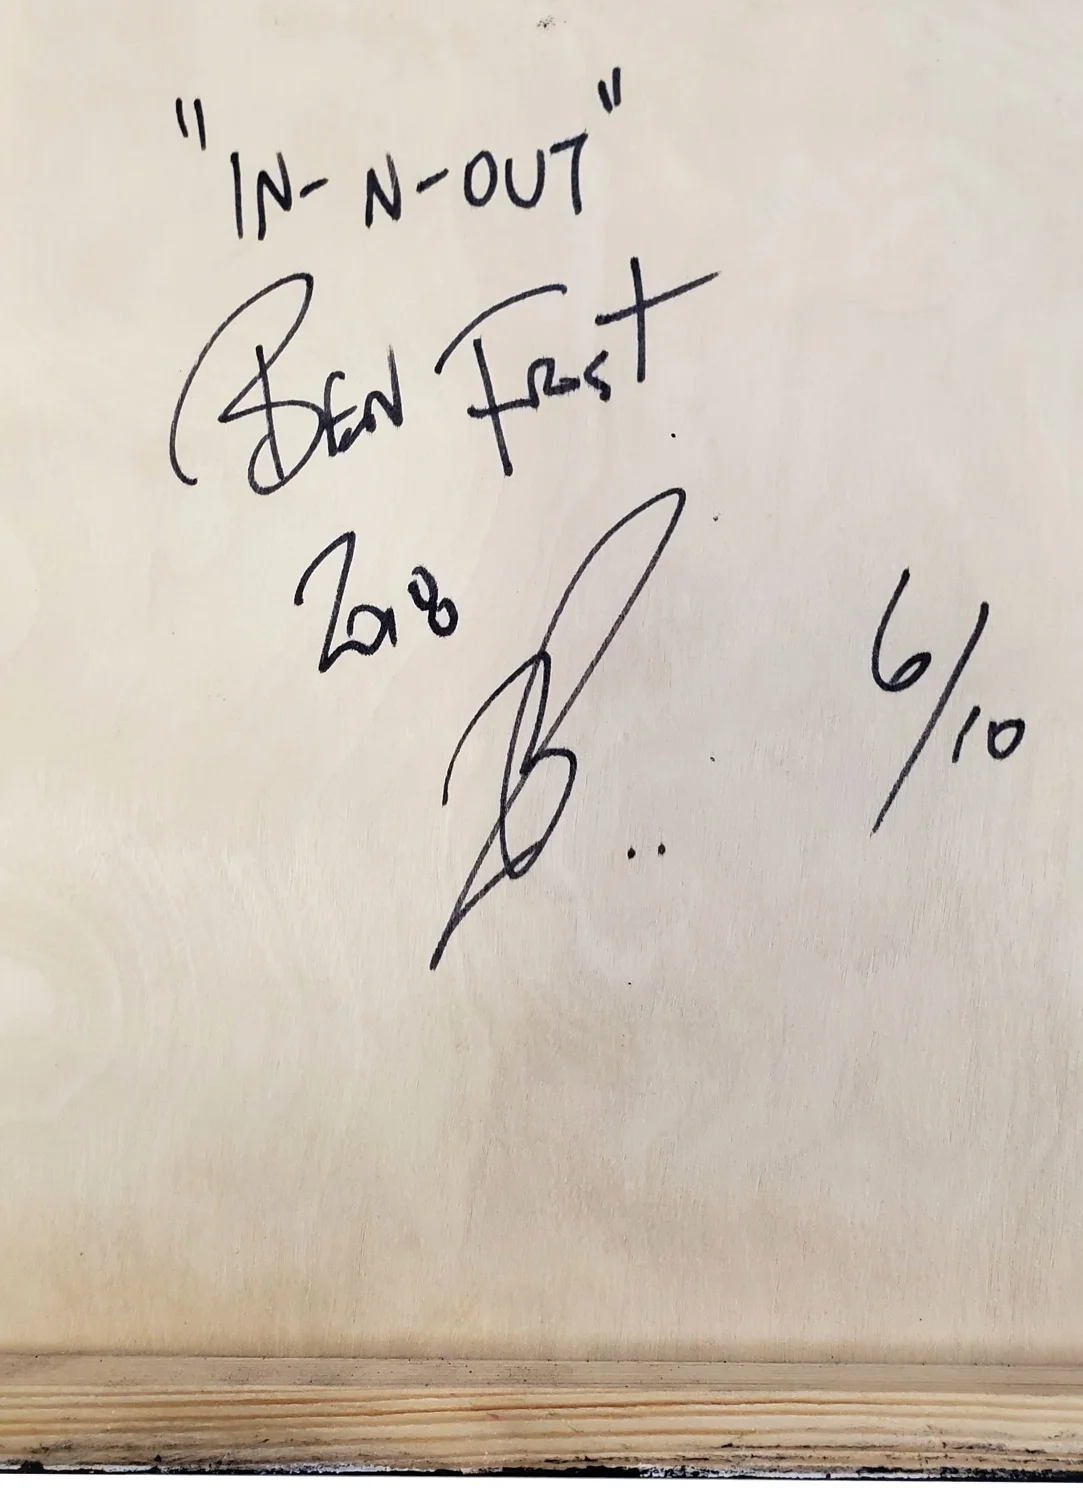 "IN-N-OUT"
BEN FROST
2018
6/10